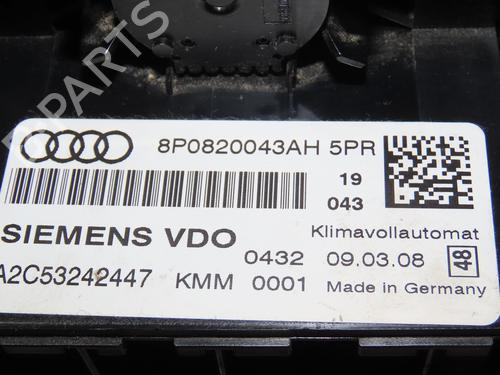 8P0820043AH 5PR
19
043
SIEMENS VDO
Klimavollautomat
0432 09.03.08 48
A2C53242447 KMM 0001 Made in Germany